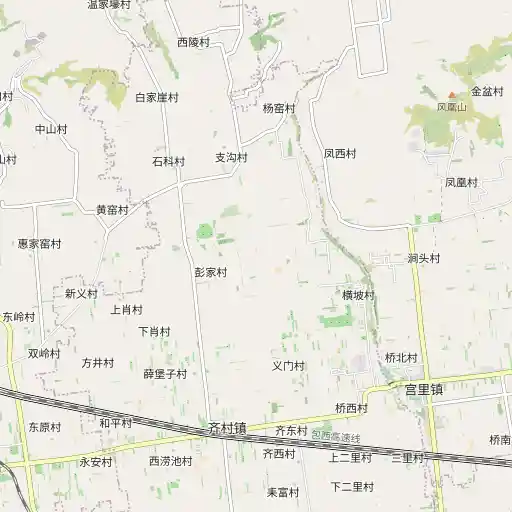 温家壕村
西陵村
金盆村
白家崖村
杨窑村
凤凰山
中山村
凤西村
支沟村
石科村
凤凰村
黄窑村
惠家窑村
涧头村
彭家村
新义村
横坡村
上肖村
东岭村
下肖村
双岭村
桥北村
方井村
义门村
薛堡子村
宫里镇
桥西村
和平村
东原村
齐村镇
齐东村
包西高速线
桥南
齐西村
上二里村
三里村
永安村
西涝池村
下二里村
耒富村